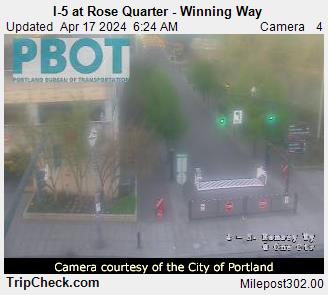 I-5 at Rose Quarter - Winning Way
Updated Apr 17 2024 6:24 AM Camera 4
PBOT
PORTLAND BUREAU OF TRANSPORTATION
Camera courtesy of the City of Portland
TripCheck.com Milepost302.00